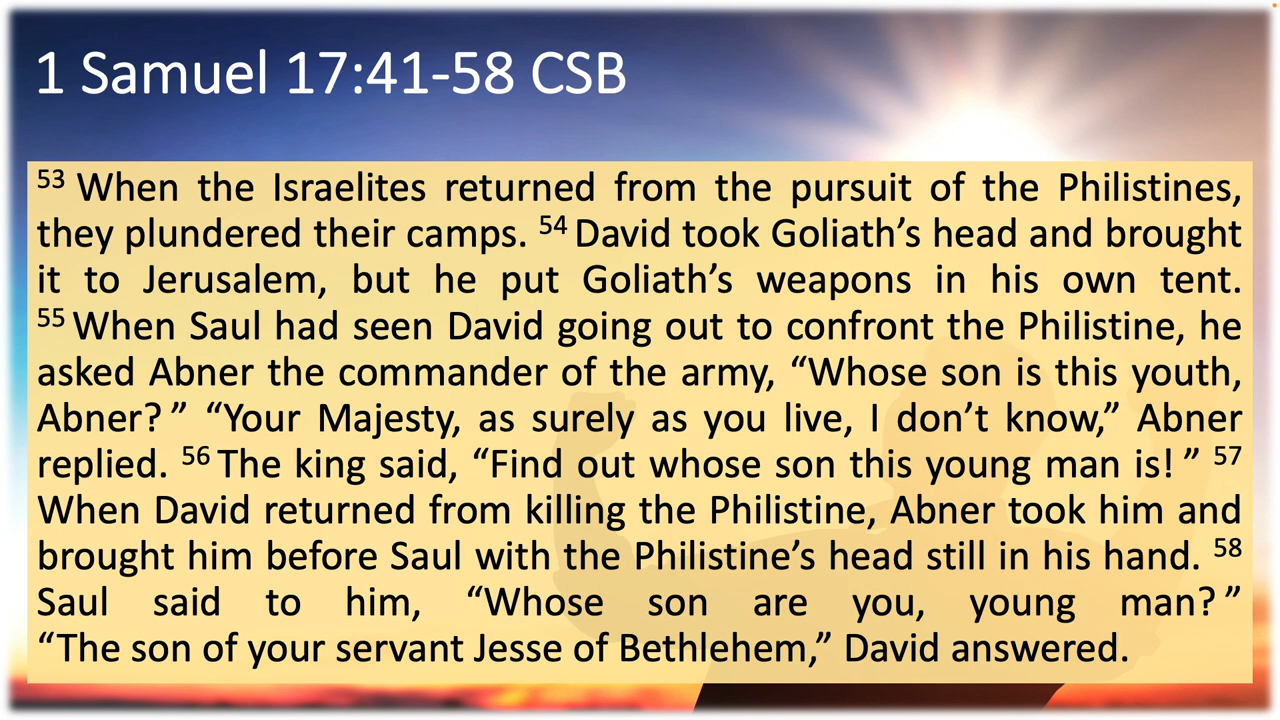 1 Samuel 17:41-58 CSB
53 When the Israelites returned from the pursuit of the Philistines,
they plundered their camps. 54 David took Goliath’s head and brought
it to Jerusalem, but he put Goliath’s weapons in his own tent.
55 When Saul had seen David going out to confront the Philistine, he
asked Abner the commander of the army, “Whose son is this youth,
Abner? ” “Your Majesty, as surely as you live, I don’t know,” Abner
replied. 56 The king said, “Find out whose son this young man is! ” 57
When David returned from killing the Philistine, Abner took him and
brought him before Saul with the Philistine’s head still in his hand. 58
Saul said to him, “Whose son are you, young man? ”
“The son of your servant Jesse of Bethlehem,” David answered.